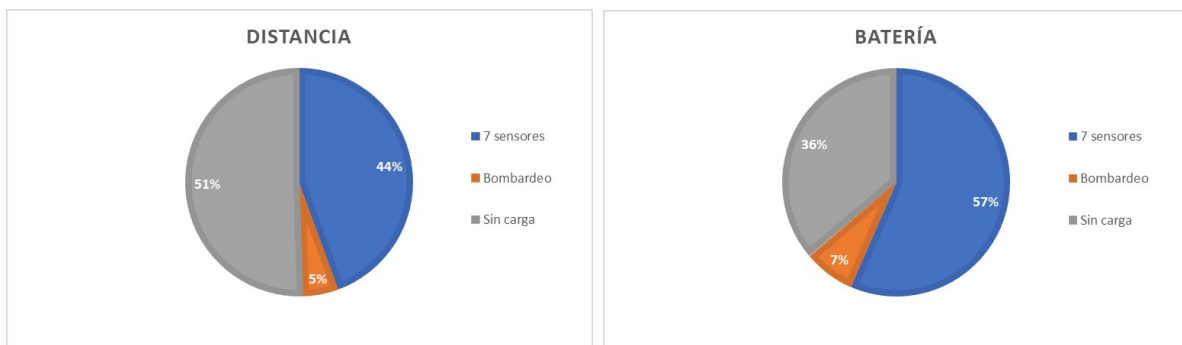 DISTANCIA
7 sensores
44%
Bombardeo
51%
Sin carga
5%
BATERÍA
7 sensores
36%
Bombardeo
57%
Sin carga
7%